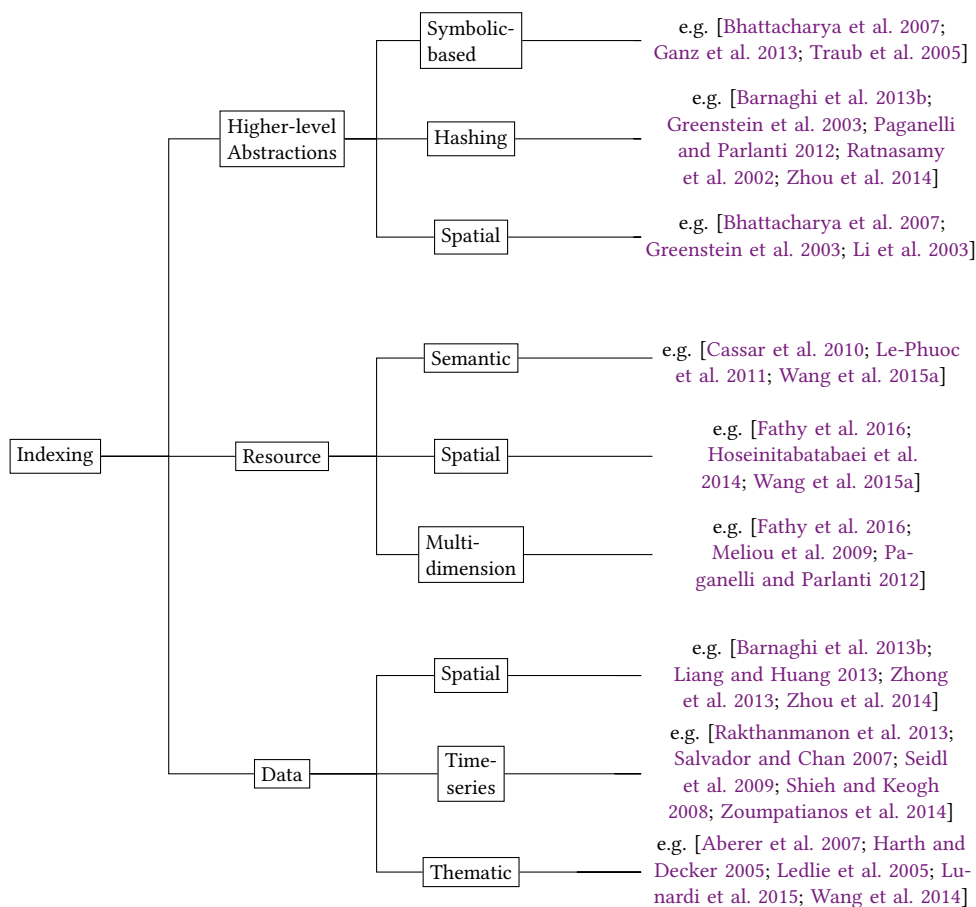 Symbolic-
based
e.g. [Bhattacharya et al. 2007;
Ganz et al. 2013; Traub et al. 2005]
Higher-level
Abstractions
Hashing
e.g. [Barnaghi et al. 2013b;
Greenstein et al. 2003; Paganelli
and Parlanti 2012; Ratnasamy
et al. 2002; Zhou et al. 2014]
Spatial
e.g. [Bhattacharya et al. 2007;
Greenstein et al. 2003; Li et al. 2003]
Semantic
e.g. [Cassar et al. 2010; Le-Phuoc
et al. 2011; Wang et al. 2015a]
Indexing
Resource
Spatial
e.g. [Fathy et al. 2016;
Hoseinitabatabaei et al.
2014; Wang et al. 2015a]
Multi-
dimension
e.g. [Fathy et al. 2016;
Meliou et al. 2009; Pa-
ganelli and Parlanti 2012]
Spatial
e.g. [Barnaghi et al. 2013b;
Liang and Huang 2013; Zhong
et al. 2013; Zhou et al. 2014]
Data
Time-
series
e.g. [Rakthanmanon et al. 2013;
Salvador and Chan 2007; Seidl
et al. 2009; Shieh and Keogh
2008; Zoumpatianos et al. 2014]
Thematic
e.g. [Aberer et al. 2007; Harth and
Decker 2005; Ledlie et al. 2005; Lu-
nardi et al. 2015; Wang et al. 2014]